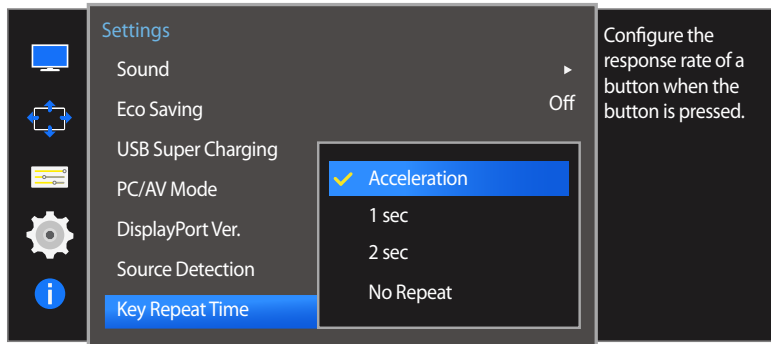 Settings
Sound
Eco Saving
Off
USB Super Charging
PC/AV Mode
DisplayPort Ver.
Source Detection
Key Repeat Time
Acceleration
1 sec
2 sec
No Repeat
Configure the
response rate of a
button when the
button is pressed.